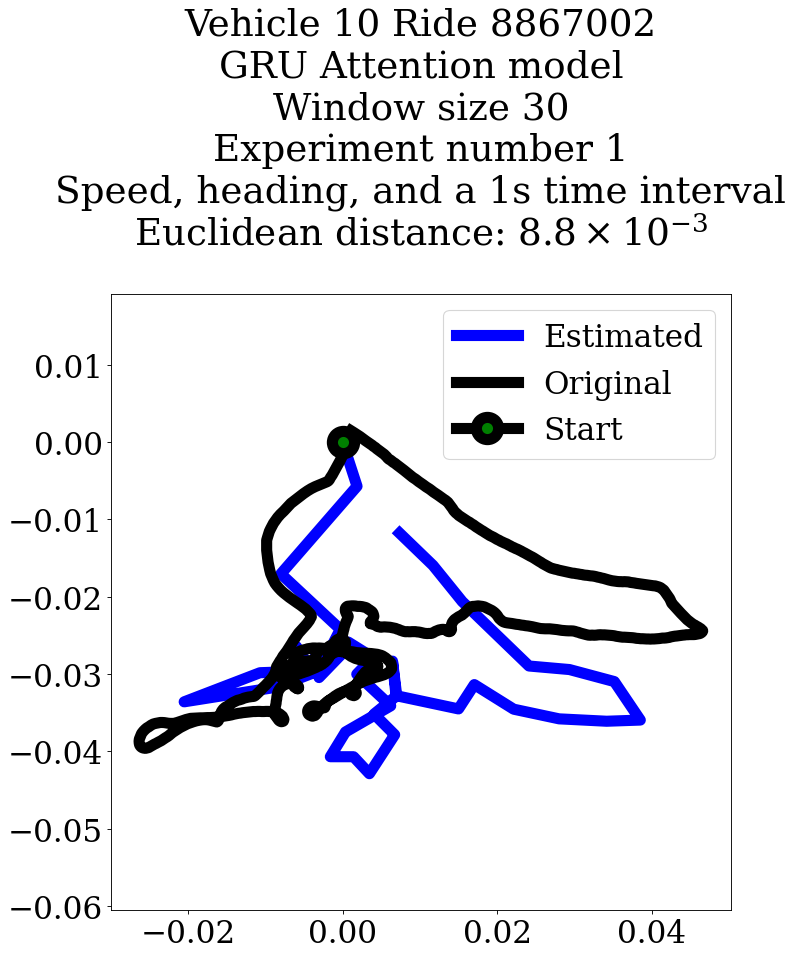 Vehicle 10 Ride 8867002
GRU Attention model
Window size 30
Experiment number 1
Speed, heading, and a 1s time interval
Euclidean distance: 8.8 × 10⁻³
Estimated
Original
Start
0.01
0.00
−0.01
−0.02
−0.03
−0.04
−0.05
−0.06
−0.02 0.00 0.02 0.04